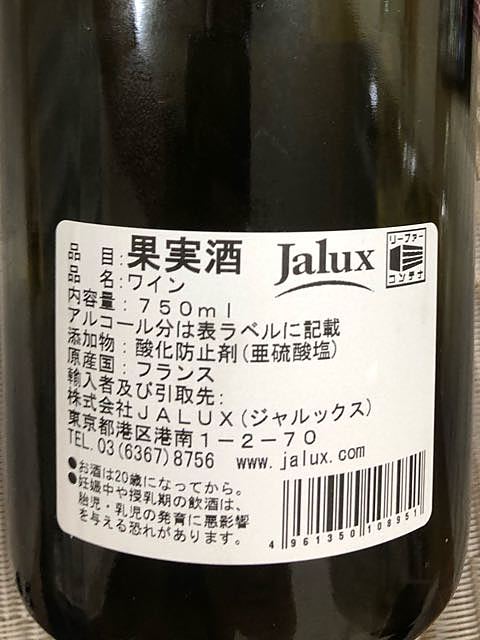 品　目：果実酒
Jalux
リーファー
コンテナ
品　名：ワイン
内容量：７５０ｍｌ
アルコール分は表ラベルに記載
添加物：酸化防止剤（亜硫酸塩）
原産国：フランス
輸入者及び引取先：
株式会社ＪＡＬＵＸ（ジャルックス）
東京都港区港南１－２－７０
TEL.03(6367)8756　www.jalux.com
●お酒は20歳になってから。
●妊娠中や授乳期の飲酒は、
胎児・乳児の発育に悪影響
を与える恐れがあります。
4 961350 108951